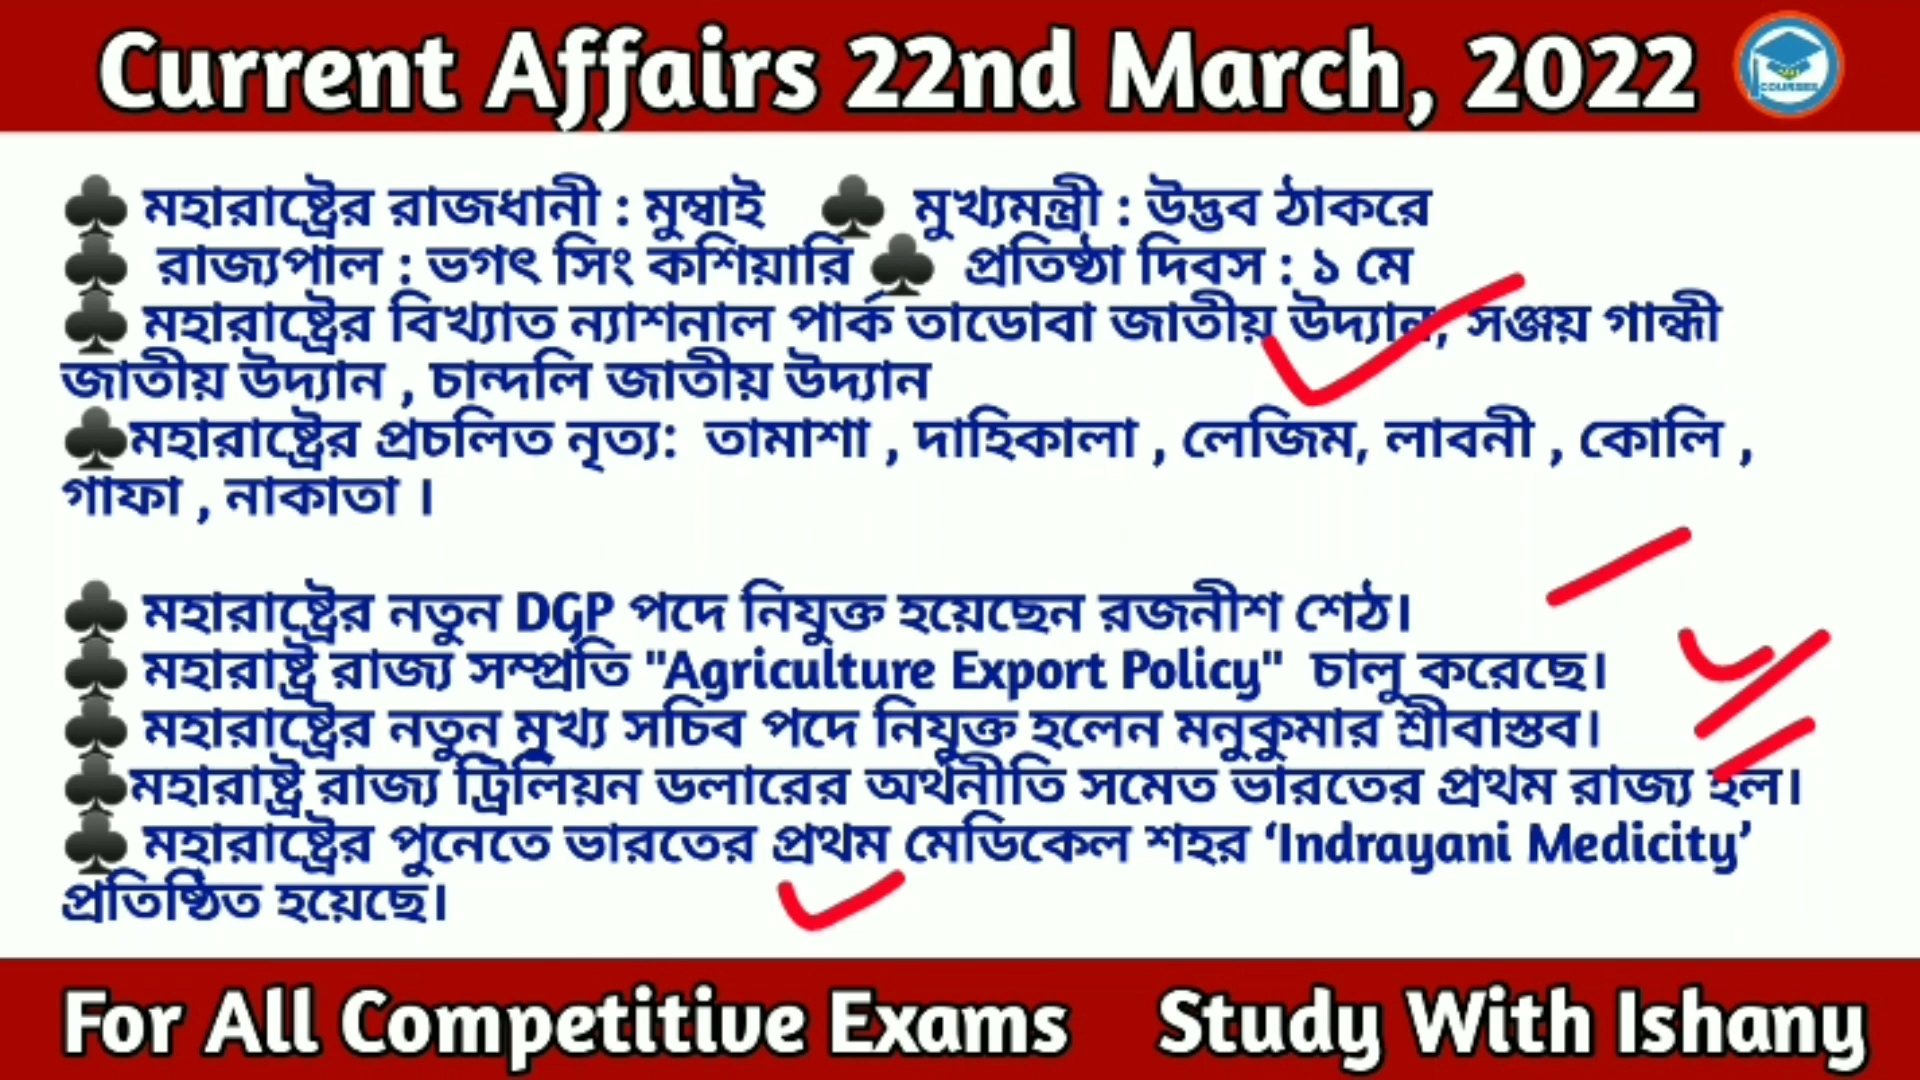 Current Affairs 22nd March, 2022
COURSES
♣ মহারাষ্ট্রের রাজধানী : মুম্বাই ♣ মুখ্যমন্ত্রী : উদ্ভব ঠাকরে
♣ রাজ্যপাল : ভগৎ সিং কশিয়ারি ♣ প্রতিষ্ঠা দিবস : ১ মে
♣ মহারাষ্ট্রের বিখ্যাত ন্যাশনাল পার্ক তাডোবা জাতীয় উদ্যান, সঞ্জয় গান্ধী
জাতীয় উদ্যান , চান্দলি জাতীয় উদ্যান
♣মহারাষ্ট্রের প্রচলিত নৃত্য: তামাশা , দাহিকালা , লেজিম, লাবনী , কোলি ,
গাফা , নাকাতা ।
♣ মহারাষ্ট্রের নতুন DGP পদে নিযুক্ত হয়েছেন রজনীশ শেঠ।
♣ মহারাষ্ট্র রাজ্য সম্প্রতি "Agriculture Export Policy" চালু করেছে।
♣ মহারাষ্ট্রের নতুন মুখ্য সচিব পদে নিযুক্ত হলেন মনুকুমার শ্রীবাস্তব।
♣মহারাষ্ট্র রাজ্য ট্রিলিয়ন ডলারের অর্থনীতি সমেত ভারতের প্রথম রাজ্য হল।
♣ মহারাষ্ট্রের পুনেতে ভারতের প্রথম মেডিকেল শহর ‘Indrayani Medicity’
প্রতিষ্ঠিত হয়েছে।
For All Competitive Exams Study With Ishany